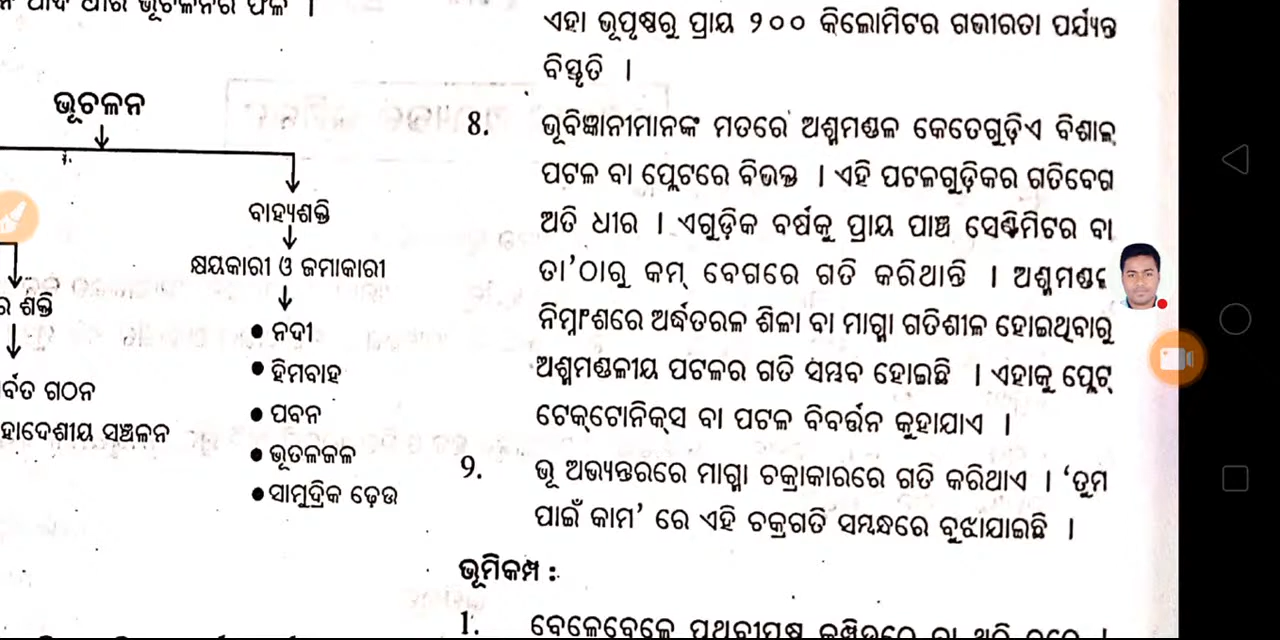 ଭୂଚଳନର ଫଳ ।
ଭୂଚଳନ
ବାହ୍ୟଶକ୍ତି
କ୍ଷୟକାରୀ ଓ ଜମାକାରୀ
ଶକ୍ତି
● ନଦୀ
● ହିମବାହ
● ପବନ
● ଭୂତଳଜଳ
● ସାମୁଦ୍ରିକ ଢ଼େଉ
ଗଠନ
ସଞ୍ଚଳନ
ଏହା ଭୂପୃଷ୍ଠରୁ ପ୍ରାୟ ୨୦୦ କିଲୋମିଟର ଗଭୀରତା ପର୍ଯ୍ୟନ୍ତ
ବିସ୍ତୃତି ।
8. ଭୂବିଜ୍ଞାନୀମାନଙ୍କ ମତରେ ଅଶ୍ମମଣ୍ଡଳ କେତେଗୁଡ଼ିଏ ବିଶାଳ
ପଟଳ ବା ପ୍ଲେଟରେ ବିଭକ୍ତ । ଏହି ପଟଳଗୁଡ଼ିକର ଗତିବେଗ
ଅତି ଧୀର । ଏଗୁଡ଼ିକ ବର୍ଷକୁ ପ୍ରାୟ ପାଞ୍ଚ ସେଣ୍ଟିମିଟର ବା
ତା’ଠାରୁ କମ୍ ବେଗରେ ଗତି କରିଥାନ୍ତି । ଅଶ୍ମମଣ୍ଡଳ
ନିମ୍ନାଂଶରେ ଅର୍ଦ୍ଧତରଳ ଶିଳା ବା ମାଗ୍ମା ଗତିଶୀଳ ହୋଇଥିବାରୁ
ଅଶ୍ମମଣ୍ଡଳୀୟ ପଟଳର ଗତି ସମ୍ଭବ ହୋଇଛି । ଏହାକୁ ପ୍ଲେଟ୍
ଟେକ୍‌ଟୋନିକ୍‌ସ ବା ପଟଳ ବିବର୍ତ୍ତନ କୁହାଯାଏ ।
9. ଭୂ ଅଭ୍ୟନ୍ତରରେ ମାଗ୍ମା ଚକ୍ରାକାରରେ ଗତି କରିଥାଏ । ‘ତୁମ
ପାଇଁ କାମ’ ରେ ଏହି ଚକ୍ରଗତି ସମ୍ବନ୍ଧରେ ବୁଝାଯାଇଛି ।
ଭୂମିକମ୍ପ :
1. ବେଳେବେଳେ